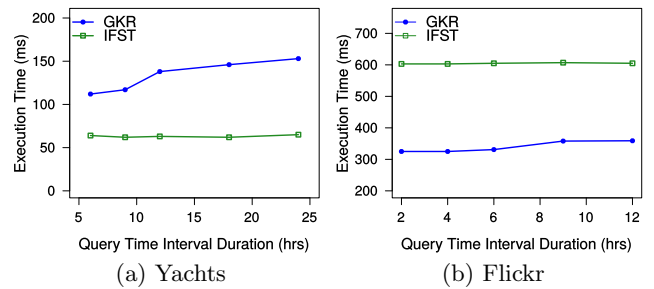 GKR
IFST
200
150
100
50
0
Execution Time (ms)
5 10 15 20 25
Query Time Interval Duration (hrs)
(a) Yachts
GKR
IFST
700
600
500
400
300
200
Execution Time (ms)
2 4 6 8 10 12
Query Time Interval Duration (hrs)
(b) Flickr